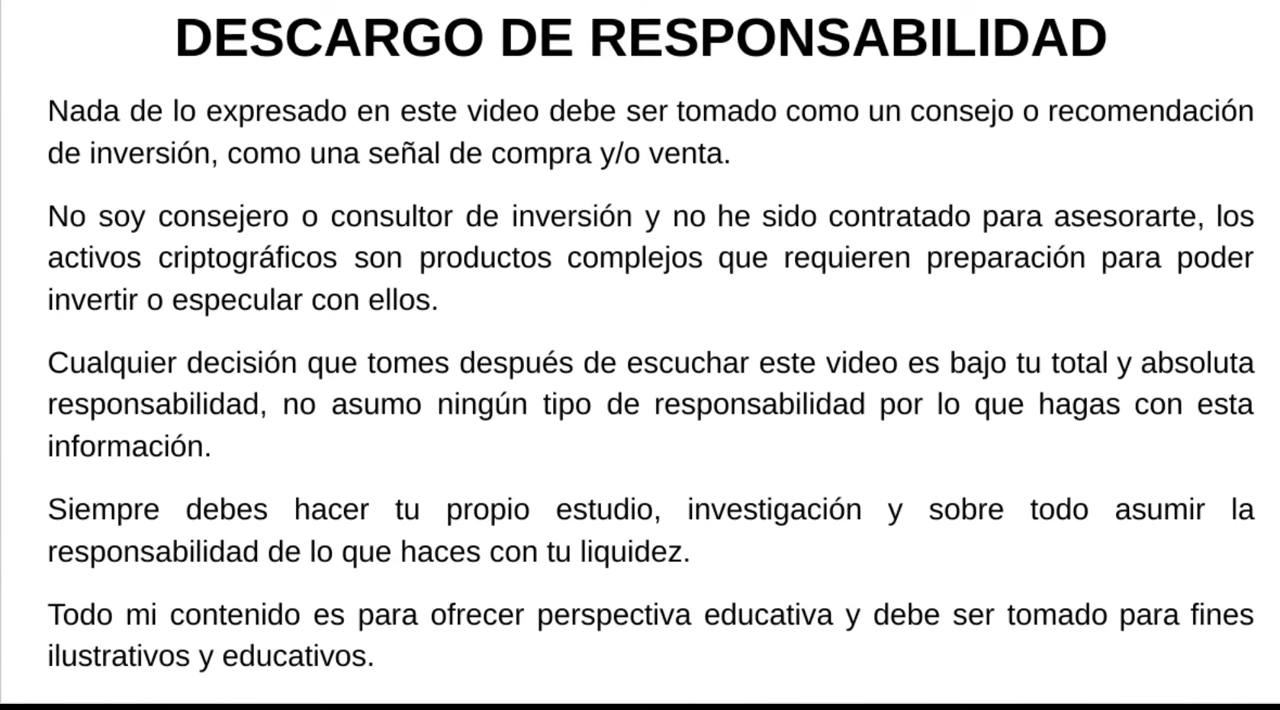 DESCARGO DE RESPONSABILIDAD
Nada de lo expresado en este video debe ser tomado como un consejo o recomendación
de inversión, como una señal de compra y/o venta.
No soy consejero o consultor de inversión y no he sido contratado para asesorarte, los
activos criptográficos son productos complejos que requieren preparación para poder
invertir o especular con ellos.
Cualquier decisión que tomes después de escuchar este video es bajo tu total y absoluta
responsabilidad, no asumo ningún tipo de responsabilidad por lo que hagas con esta
información.
Siempre debes hacer tu propio estudio, investigación y sobre todo asumir la
responsabilidad de lo que haces con tu liquidez.
Todo mi contenido es para ofrecer perspectiva educativa y debe ser tomado para fines
ilustrativos y educativos.